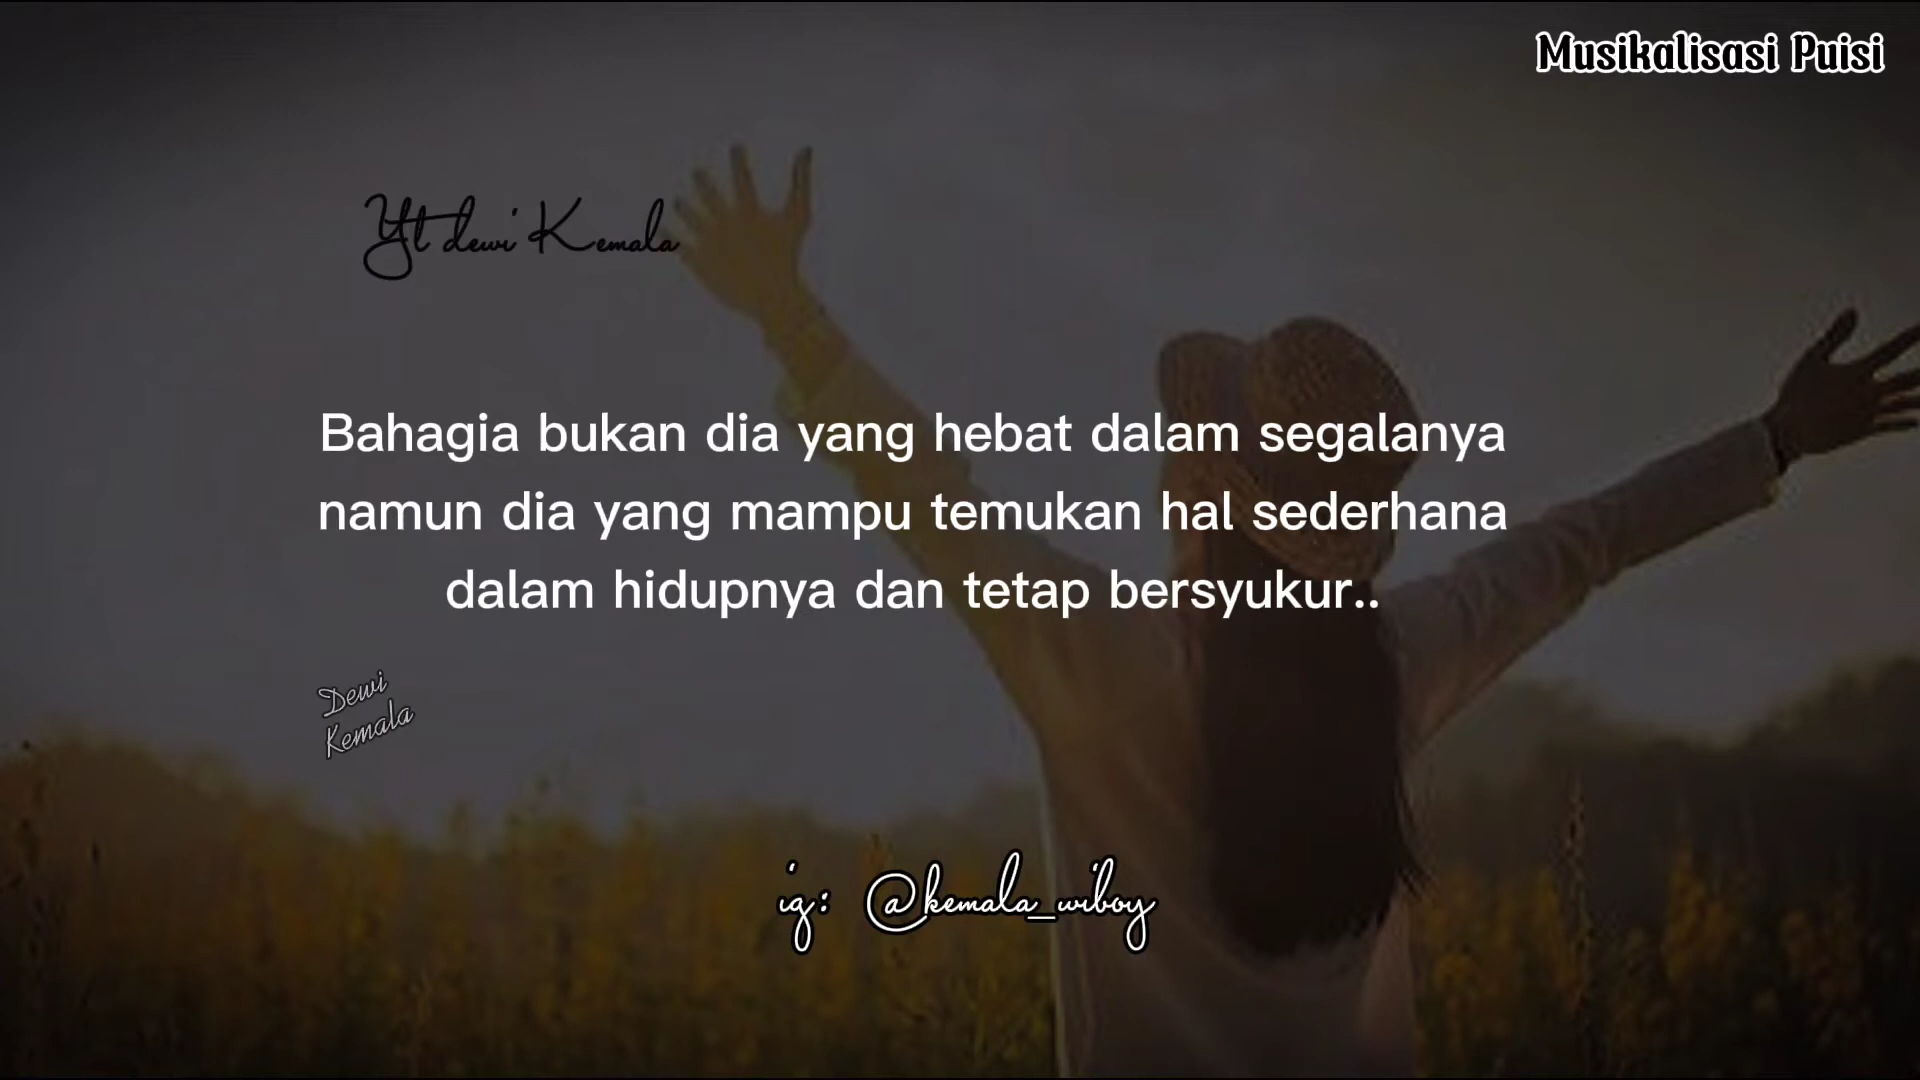 Musikalisasi Puisi
Yt dewi Kemala
Bahagia bukan dia yang hebat dalam segalanya
namun dia yang mampu temukan hal sederhana
dalam hidupnya dan tetap bersyukur..
Dewi
Kemala
ig: @kemala_wiboy